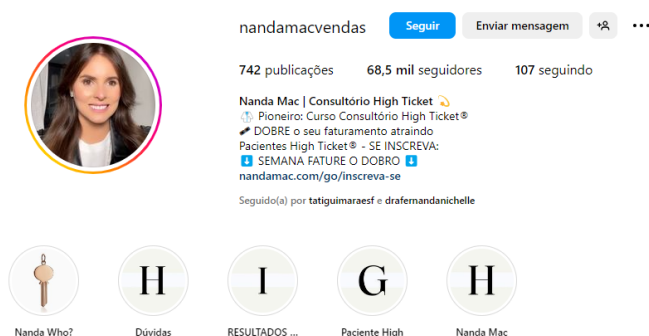 nandamacvendas Seguir Enviar mensagem
742 publicações 68,5 mil seguidores 107 seguindo
Nanda Mac | Consultório High Ticket
Pioneiro: Curso Consultório High Ticket®
DOBRE o seu faturamento atraindo
Pacientes High Ticket® - SE INSCREVA:
SEMANA FATURE O DOBRO
nandamac.com/go/inscreva-se
Seguido(a) por tatiguimaraesf e drafernandanichelle
H I G H
Nanda Who? Dúvidas RESULTADOS ... Paciente High Nanda Mac